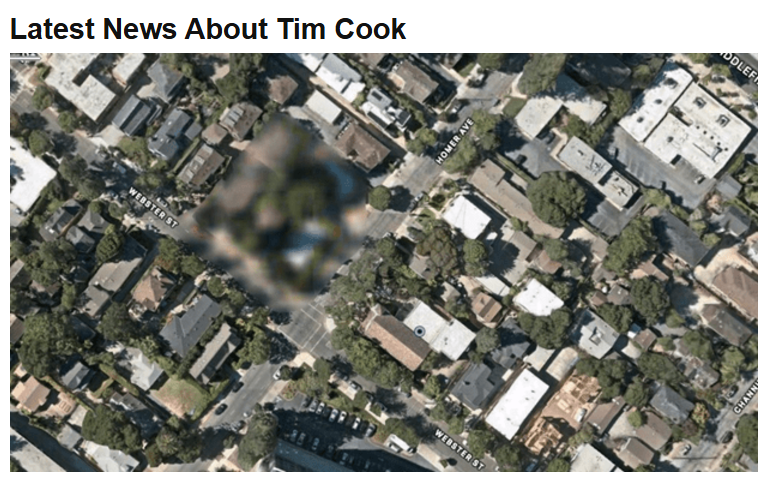 Latest News About Tim Cook
HOMER AVE
WEBSTER ST
WEBSTER ST